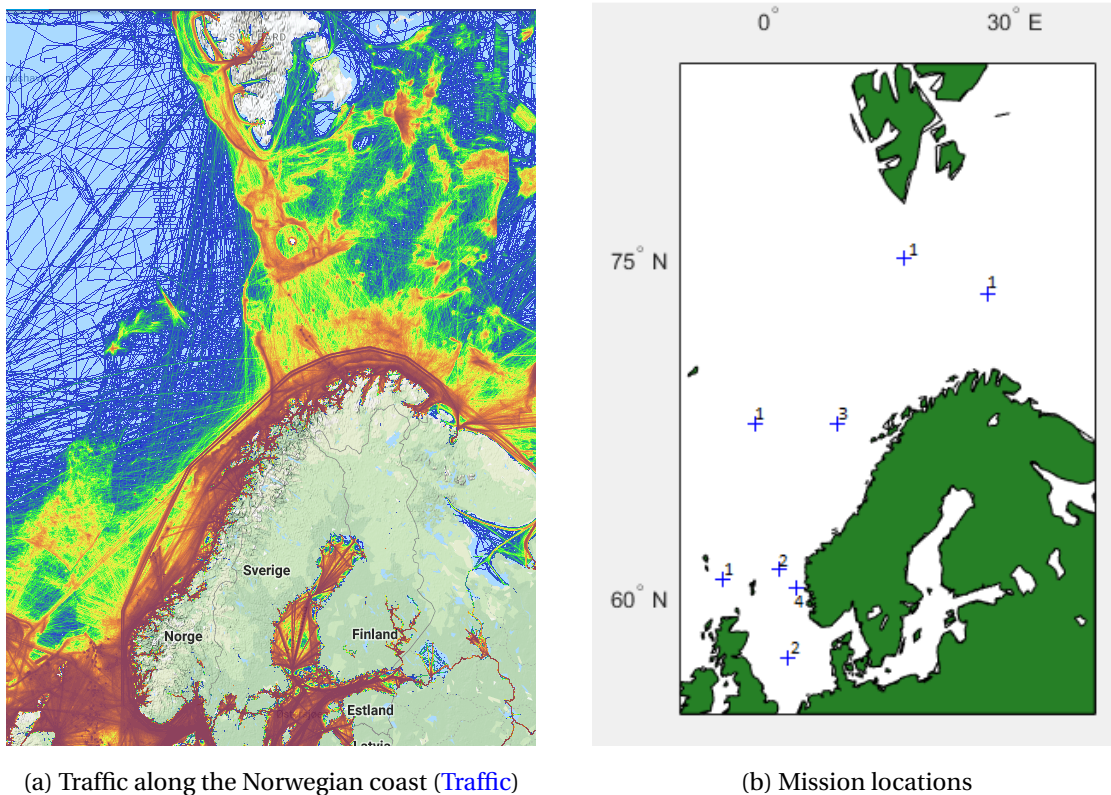 0° 30° E
Norge
Sverige
Finland
Estland
Latvia
75° N
60° N
1
1
1
3
1
2
4
2
(a) Traffic along the Norwegian coast (Traffic)
(b) Mission locations